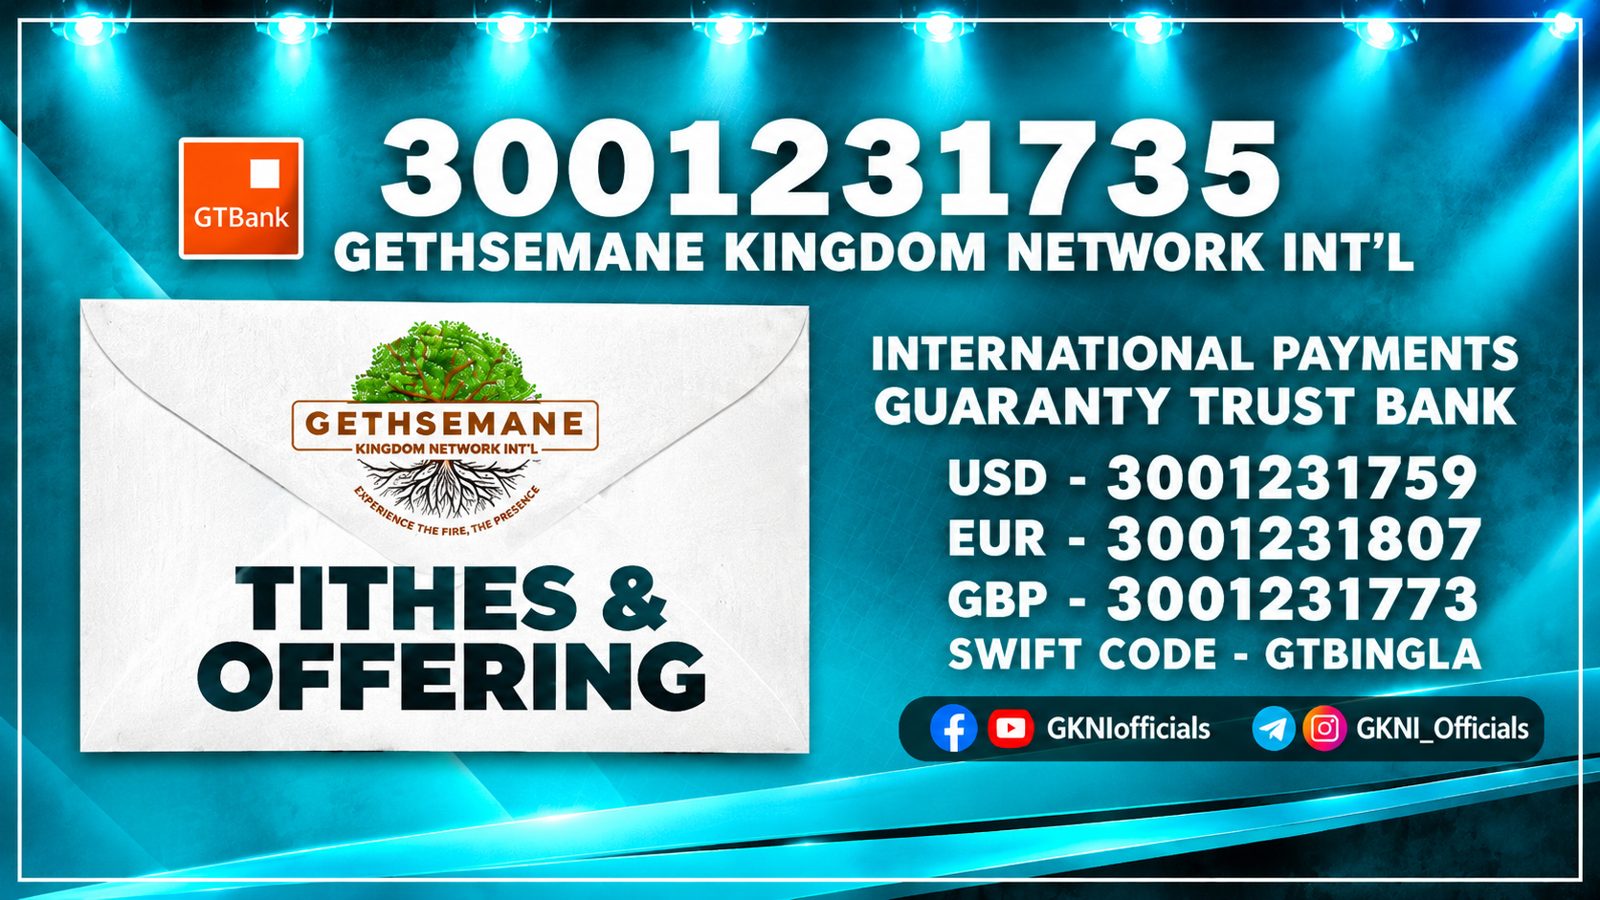 3001231735
GTBank
GETHSEMANE KINGDOM NETWORK INT'L
GETHSEMANE
KINGDOM NETWORK INT'L
EXPERIENCE THE FIRE, THE PRESENCE
TITHES &
OFFERING
INTERNATIONAL PAYMENTS
GUARANTY TRUST BANK
USD - 3001231759
EUR - 3001231807
GBP - 3001231773
SWIFT CODE - GTBINGLA
GKNIofficials
GKNI_Officials